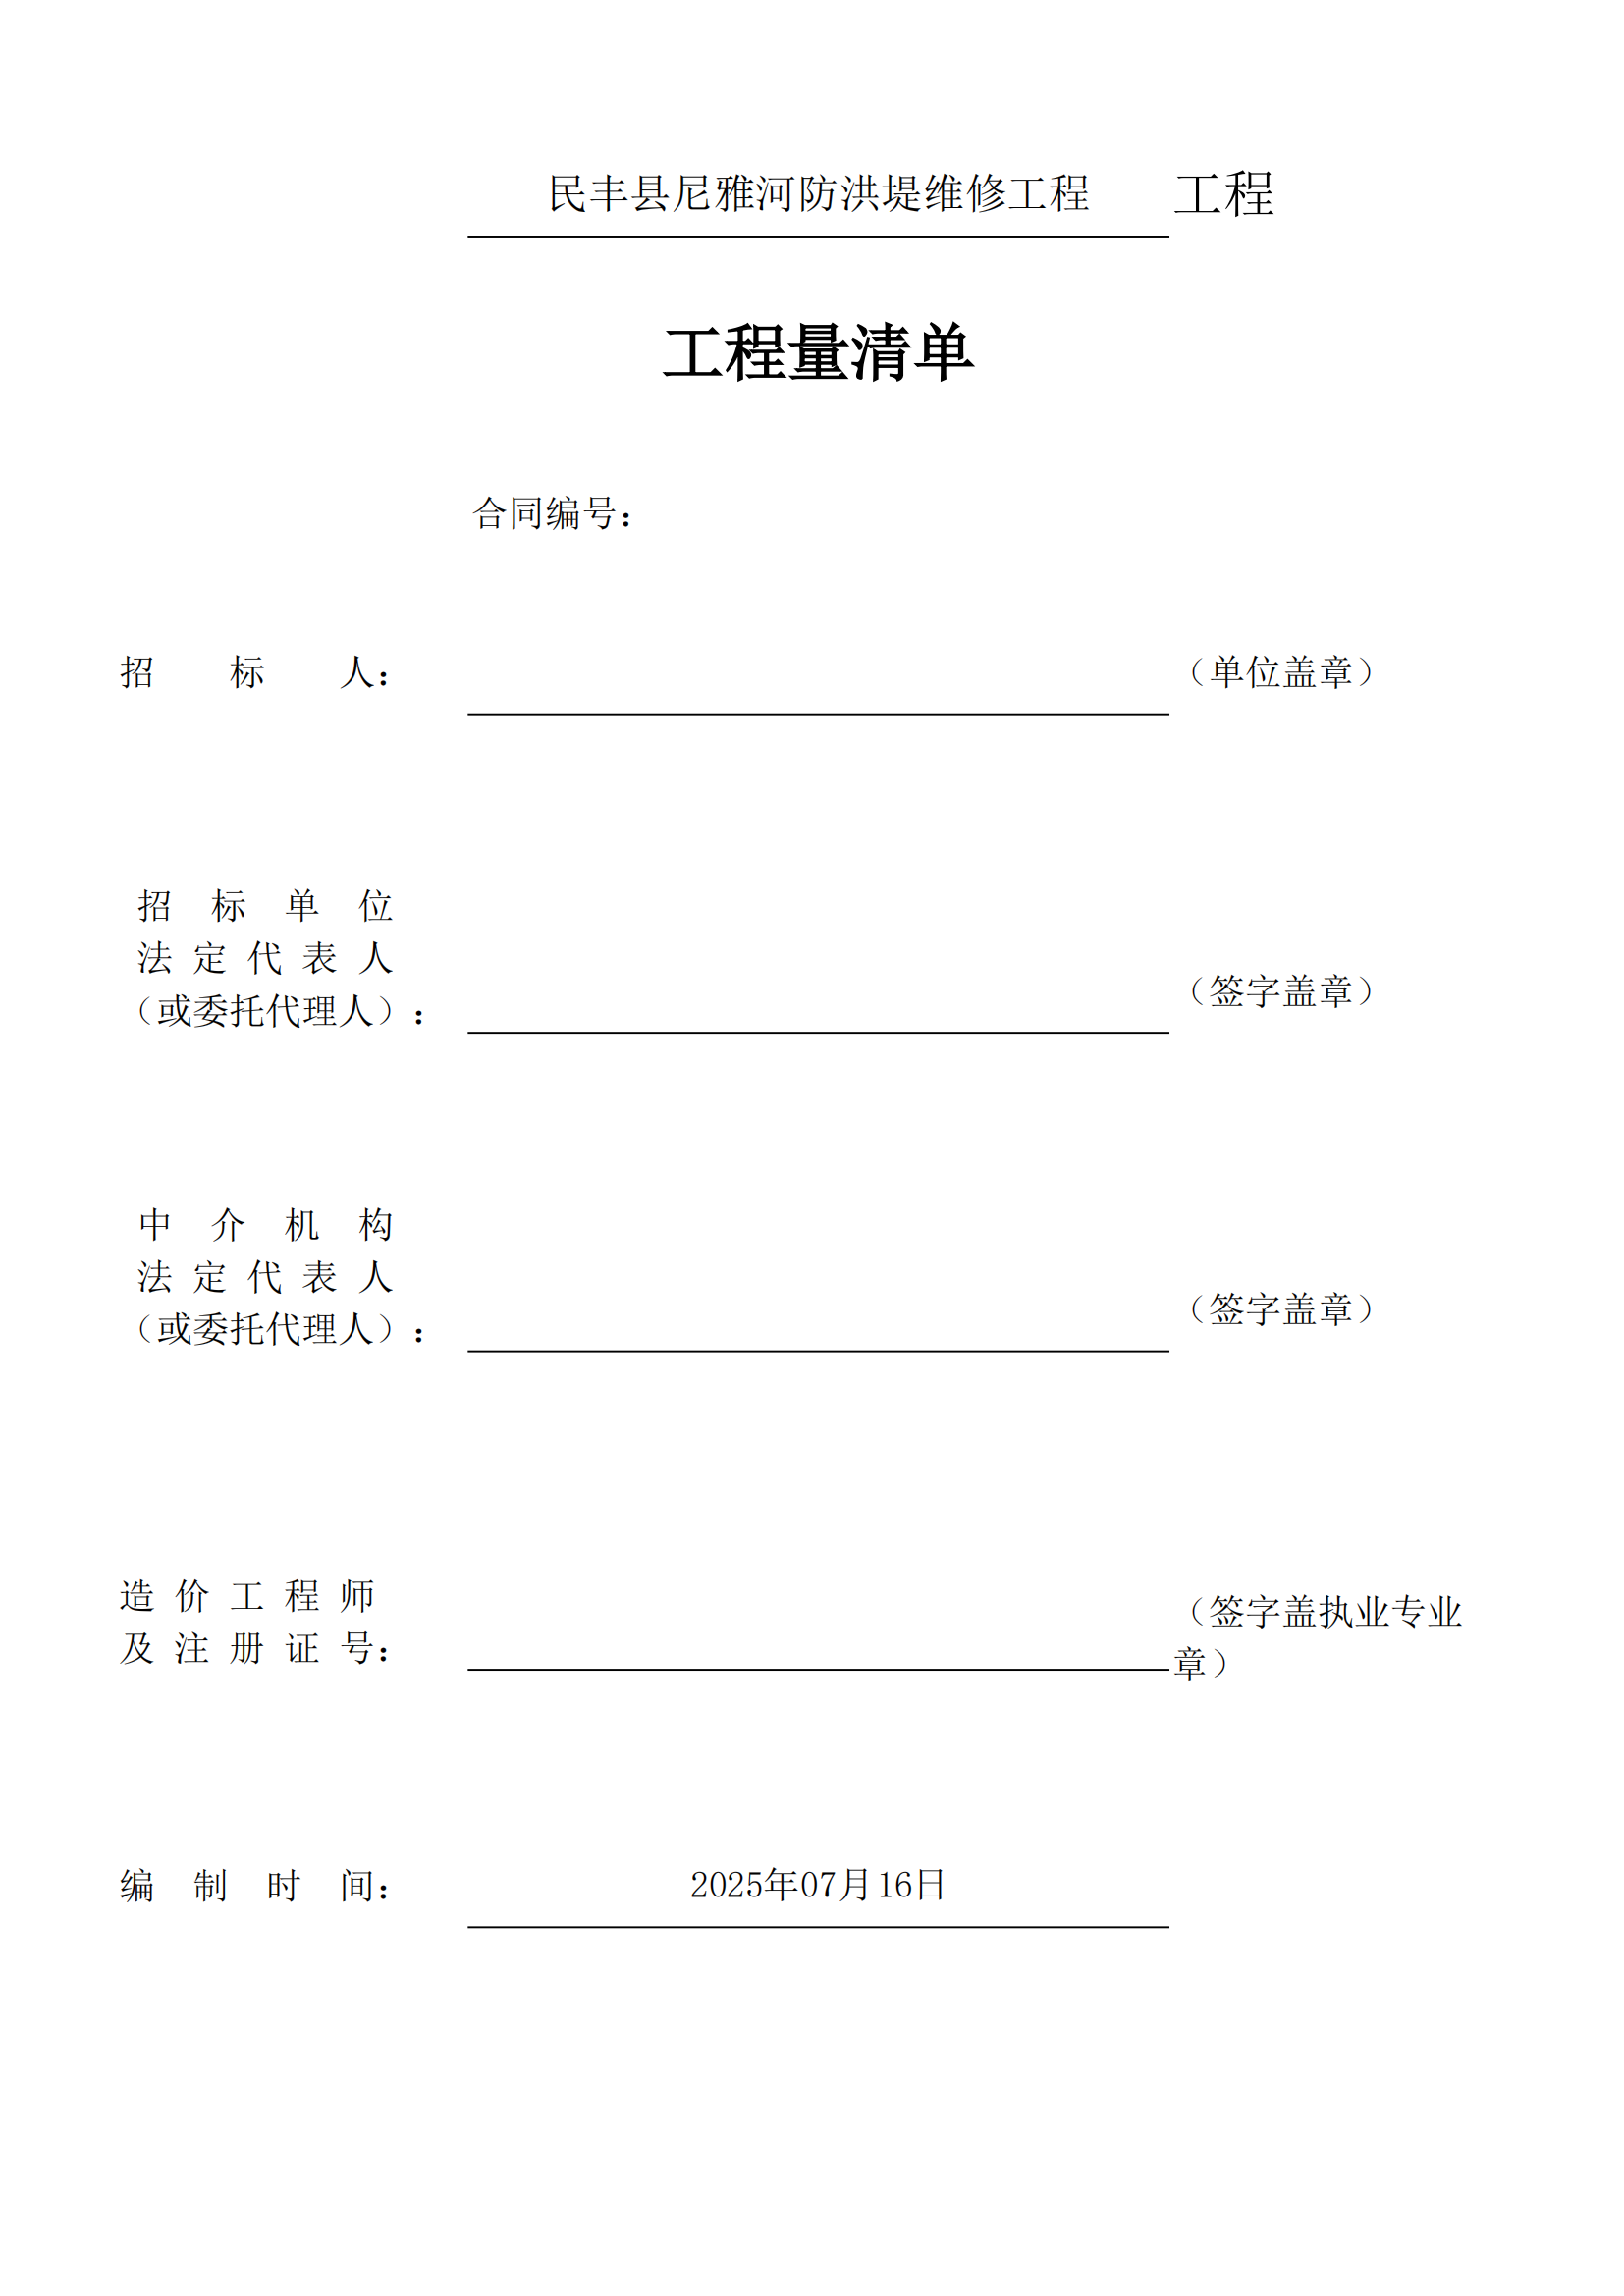 民丰县尼雅河防洪堤维修工程 工程
工程量清单
合同编号：
招 标 人： （单位盖章）
招 标 单 位
法 定 代 表 人
（或委托代理人）： （签字盖章）
中 介 机 构
法 定 代 表 人
（或委托代理人）： （签字盖章）
造 价 工 程 师
及 注 册 证 号： （签字盖执业专业
章）
编 制 时 间： 2025年07月16日